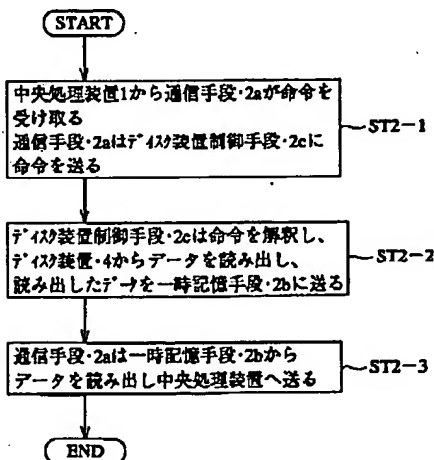 START
中央処理装置1から通信手段・2aが命令を
受け取る
通信手段・2aはディスク装置制御手段・2cに
命令を送る
ST2-1
ディスク装置制御手段・2cは命令を解釈し、
ディスク装置・4からデータを読み出し、
読み出したデータを一時記憶手段・2bに送る
ST2-2
通信手段・2aは一時記憶手段・2bから
データを読み出し中央処理装置へ送る
ST2-3
END